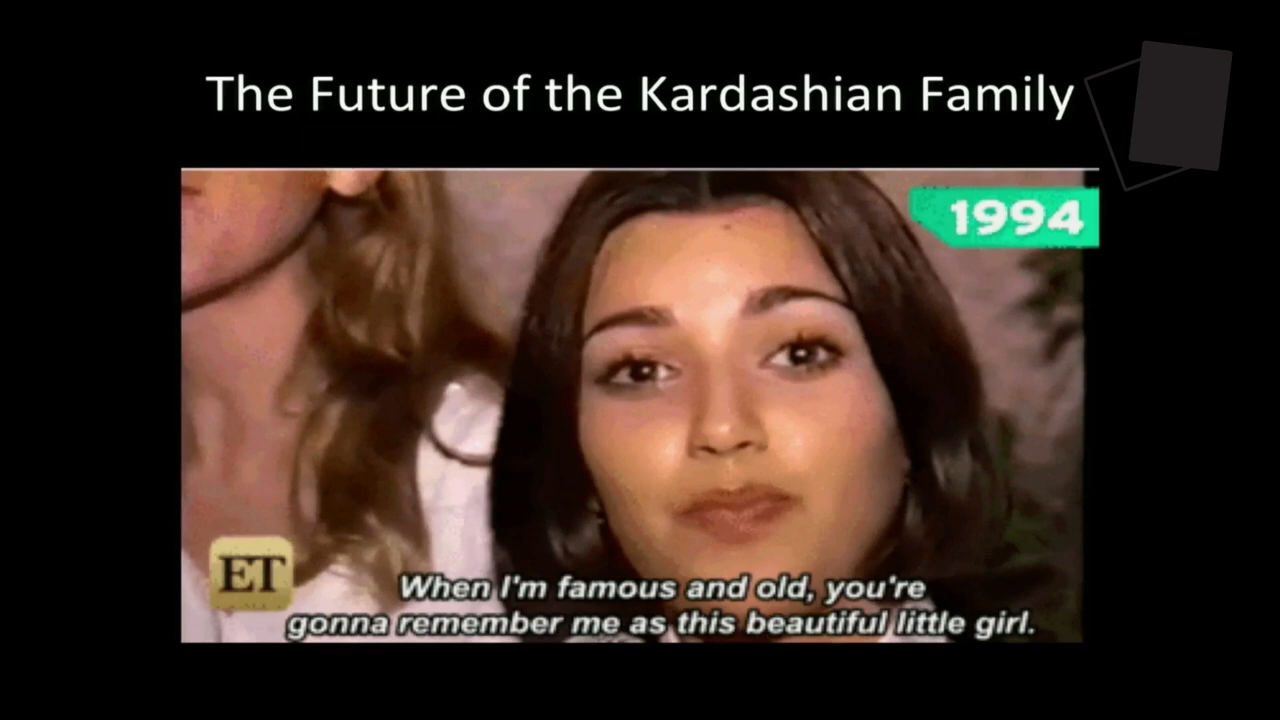 The Future of the Kardashian Family
1994
ET
When I'm famous and old, you're
gonna remember me as this beautiful little girl.